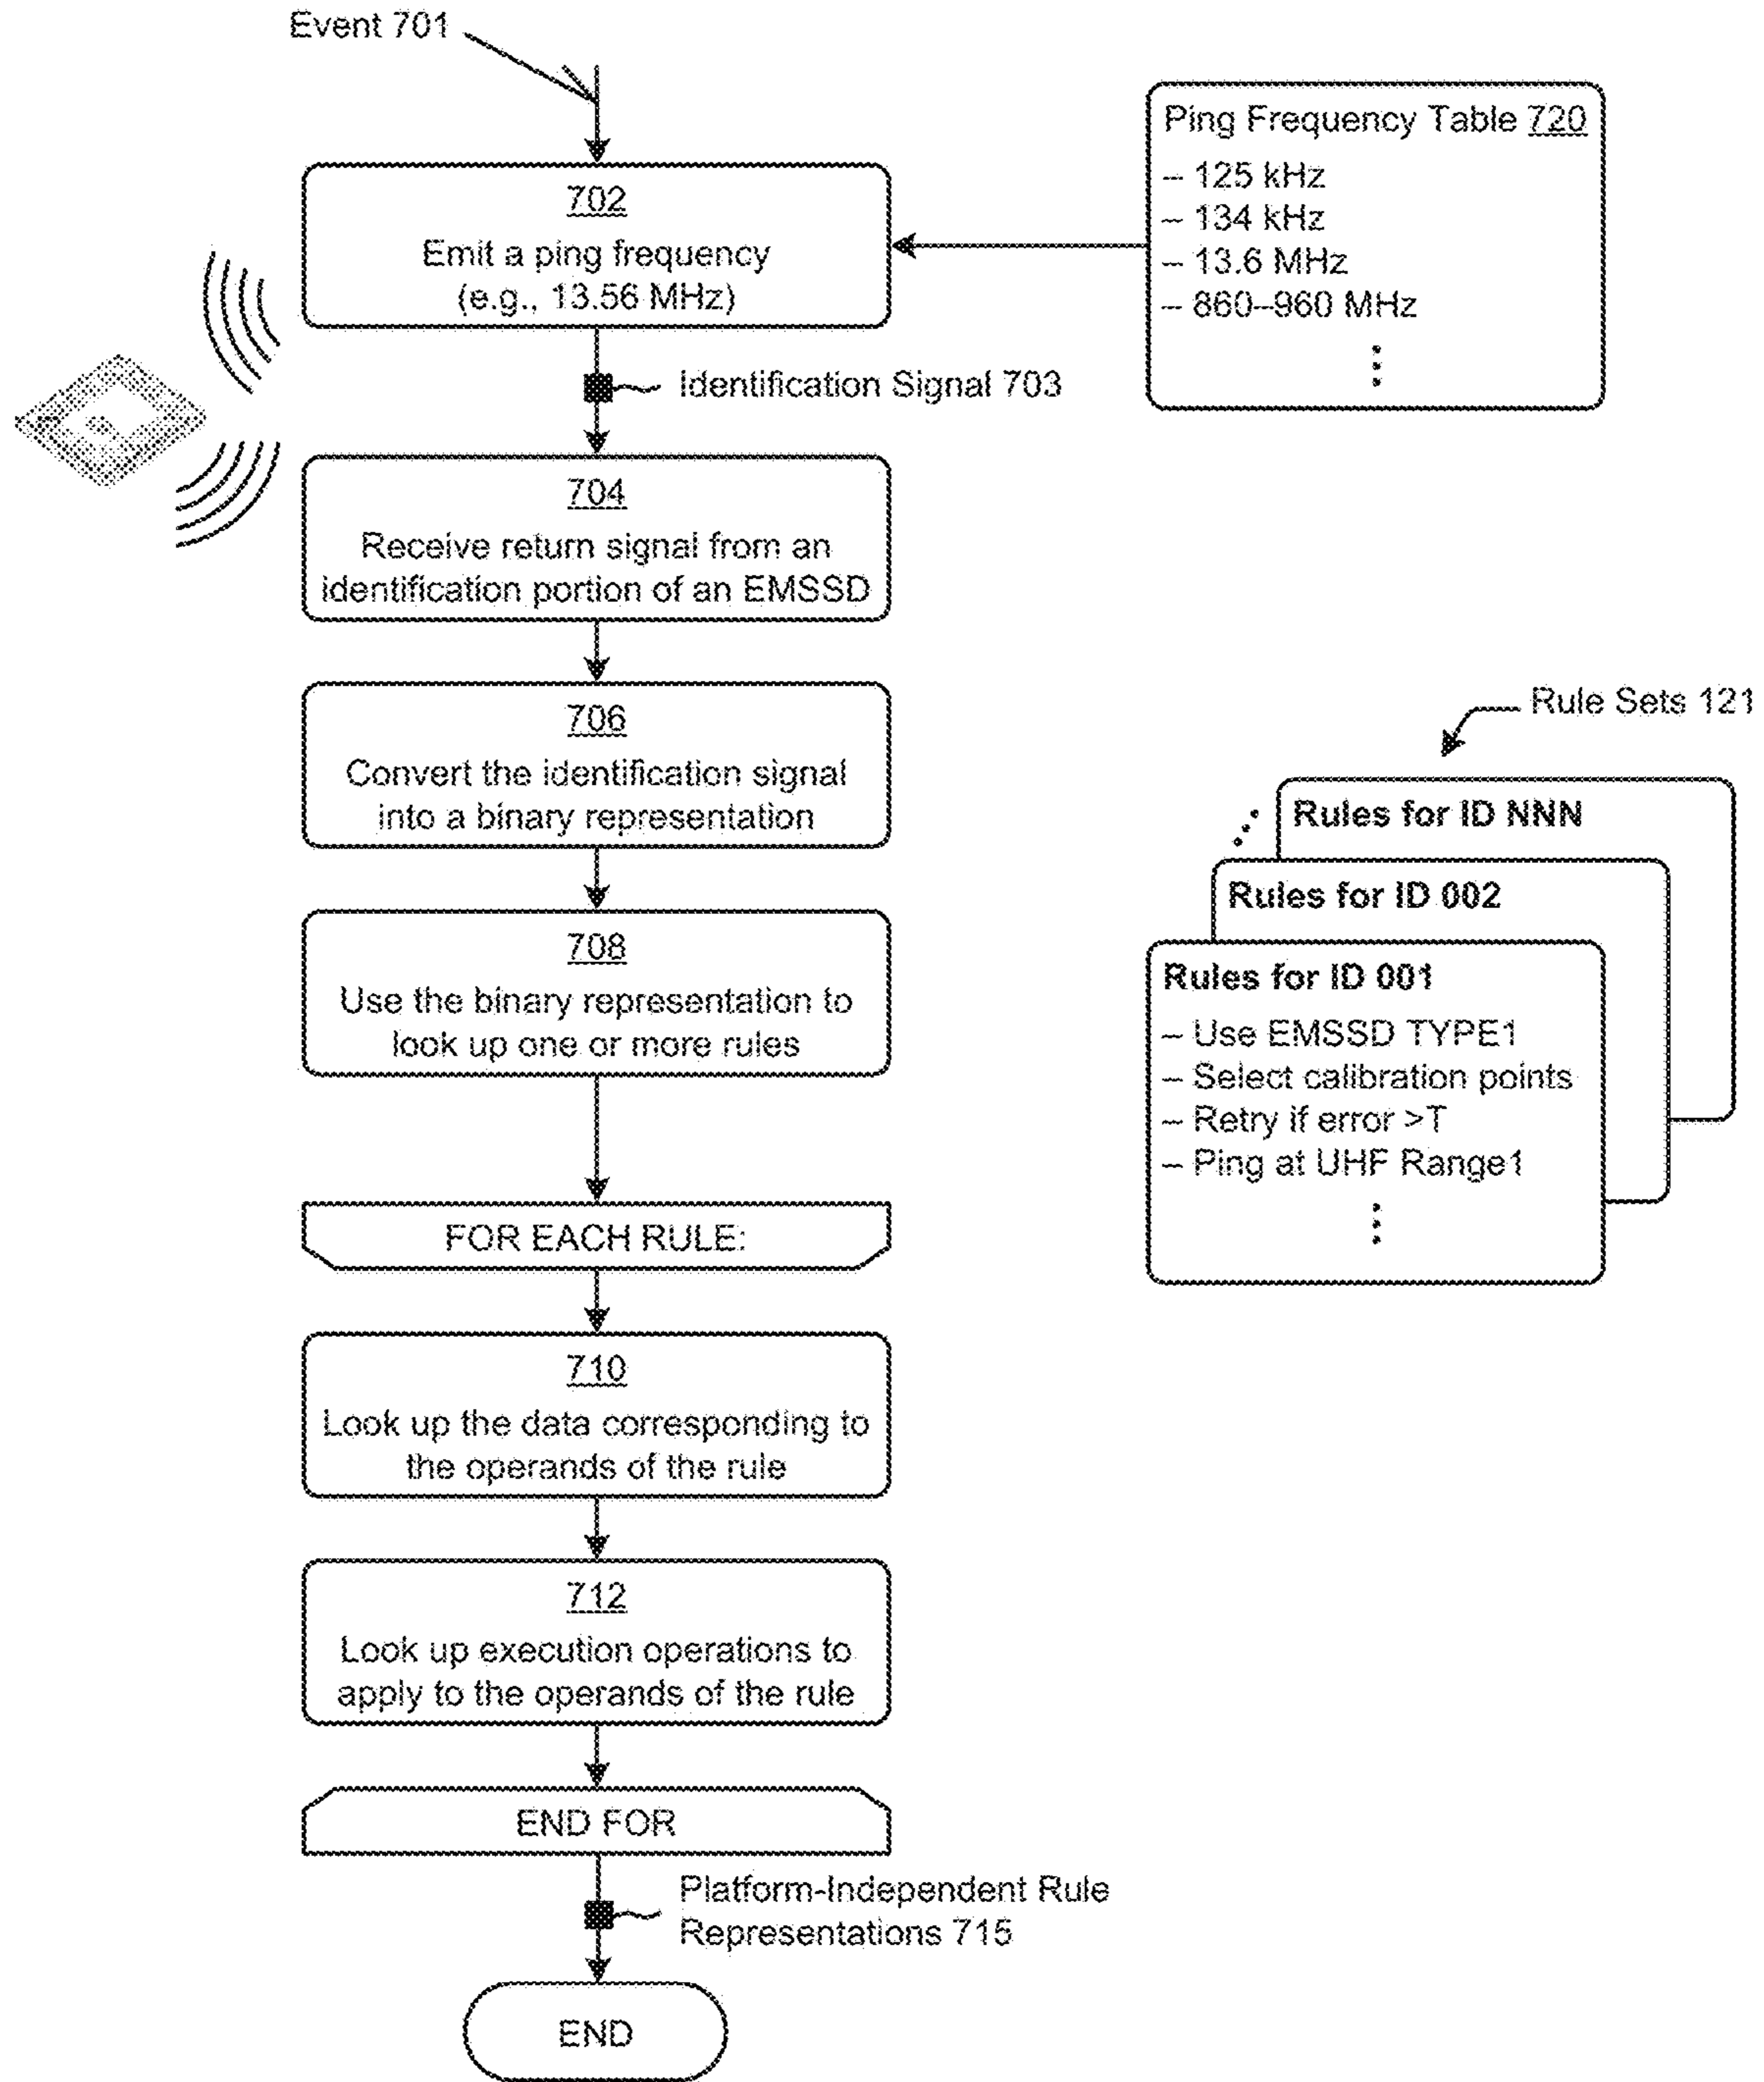 Event 701
Ping Frequency Table 720
– 125 kHz
– 134 kHz
– 13.6 MHz
– 860–960 MHz
702
Emit a ping frequency
(e.g., 13.56 MHz)
Identification Signal 703
704
Receive return signal from an
identification portion of an EMSSD
706
Convert the identification signal
into a binary representation
708
Use the binary representation to
look up one or more rules
Rule Sets 121
Rules for ID NNN
Rules for ID 002
Rules for ID 001
– Use EMSSD TYPE1
– Select calibration points
– Retry if error >T
– Ping at UHF Range1
FOR EACH RULE:
710
Look up the data corresponding to
the operands of the rule
712
Look up execution operations to
apply to the operands of the rule
END FOR
Platform-Independent Rule
Representations 715
END